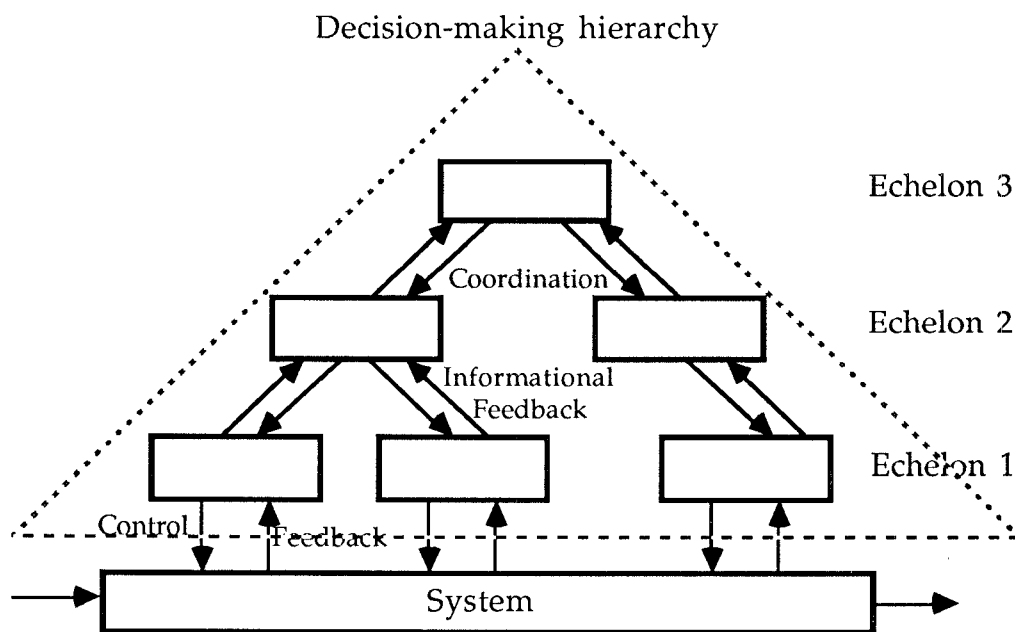 Decision-making hierarchy
Echelon 3
Coordination
Echelon 2
Informational
Feedback
Echelon 1
Control
Feedback
System